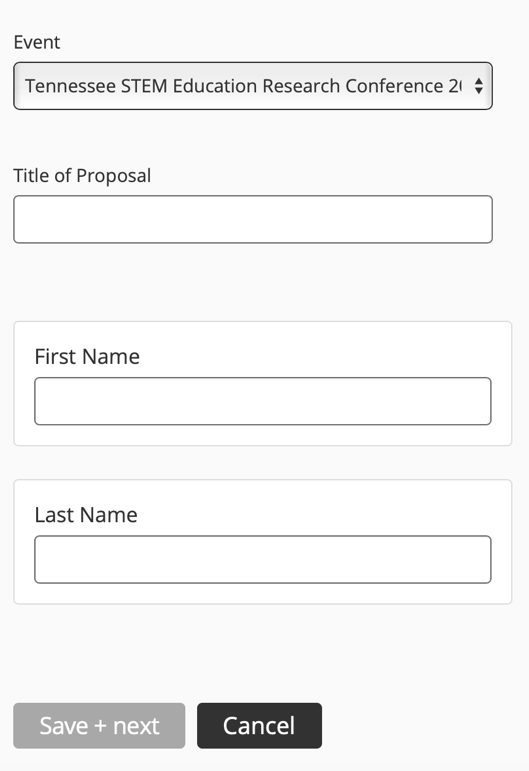 Event
Tennessee STEM Education Research Conference
Title of Proposal
First Name
Last Name
Save + next
Cancel